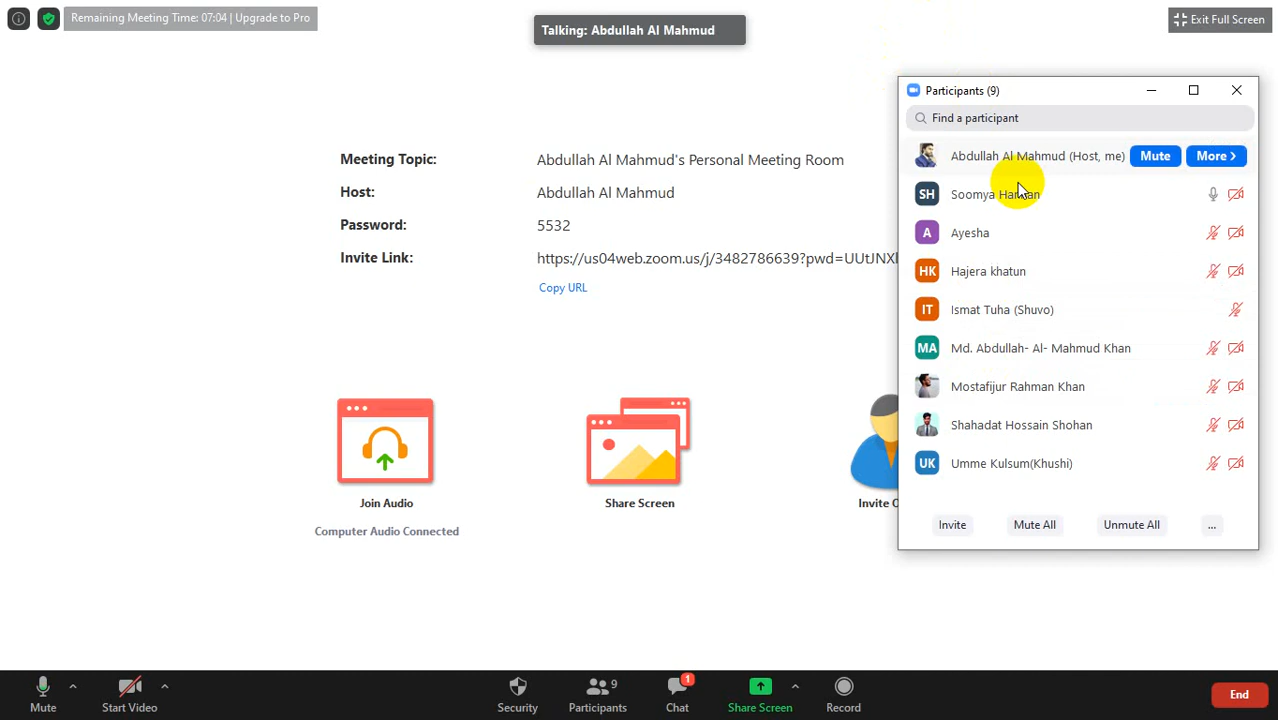 Remaining Meeting Time: 07:04 | Upgrade to Pro
Talking: Abdullah Al Mahmud
Exit Full Screen
Meeting Topic: Abdullah Al Mahmud's Personal Meeting Room
Host: Abdullah Al Mahmud
Password: 5532
Invite Link: https://us04web.zoom.us/j/3482786639?pwd=
Copy URL
Join Audio
Computer Audio Connected
Share Screen
Invite
Participants (9)
Find a participant
Abdullah Al Mahmud (Host, me) Mute More >
SH Soomya
A Ayesha
HK Hajera khatun
IT Ismat Tuha (Shuvo)
MA Md. Abdullah- Al- Mahmud Khan
Mostafijur Rahman Khan
Shahadat Hossain Shohan
UK Umme Kulsum(Khushi)
Invite Mute All Unmute All ...
Mute
Start Video
Security
Participants 9
Chat 1
Share Screen
Record
End